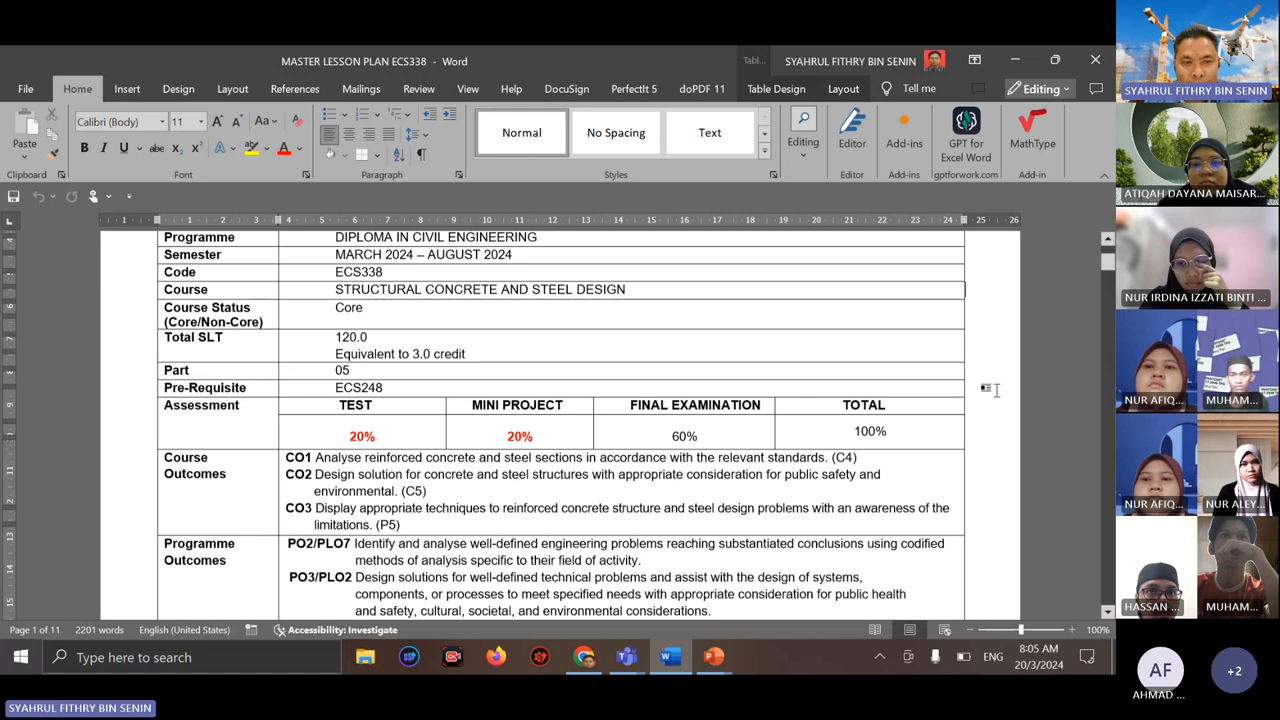 MASTER LESSON PLAN ECS338 - Word
Tabl...
SYAHRUL FITHRY BIN SENIN
File Home Insert Design Layout References Mailings Review View Help DocuSign PerfectIt 5 doPDF 11 Table Design Layout Tell me Editing
Paste
Clipboard
Calibri (Body) 11
Font
Paragraph
Normal
No Spacing
Text
Styles
Editing
Editor
Editor
Add-ins
Add-ins
GPT for
Excel Word
gptforwork.com
MathType
Add-in
Programme DIPLOMA IN CIVIL ENGINEERING
Semester MARCH 2024 – AUGUST 2024
Code ECS338
Course STRUCTURAL CONCRETE AND STEEL DESIGN
Course Status Core
(Core/Non-Core)
Total SLT 120.0
Equivalent to 3.0 credit
Part 05
Pre-Requisite ECS248
Assessment TEST MINI PROJECT FINAL EXAMINATION TOTAL
20% 20% 60% 100%
Course CO1 Analyse reinforced concrete and steel sections in accordance with the relevant standards. (C4)
Outcomes CO2 Design solution for concrete and steel structures with appropriate consideration for public safety and
environmental. (C5)
CO3 Display appropriate techniques to reinforced concrete structure and steel design problems with an awareness of the
limitations. (P5)
Programme PO2/PLO7 Identify and analyse well-defined engineering problems reaching substantiated conclusions using codified
Outcomes methods of analysis specific to their field of activity.
PO3/PLO2 Design solutions for well-defined technical problems and assist with the design of systems,
components, or processes to meet specified needs with appropriate consideration for public health
and safety, cultural, societal, and environmental considerations.
Page 1 of 11 2201 words English (United States) Accessibility: Investigate 100%
Type here to search
ENG
8:05 AM
20/3/2024
SYAHRUL FITHRY BIN SENIN
SYAHRUL FITHRY BIN SENIN
ATIQAH DAYANA MAISAR...
NUR IRDINA IZZATI BINTI ...
NUR AFIQ...
MUHAM...
NUR AFIQ...
NUR ALEY...
HASSAN ...
MUHAM...
AF
AHMAD ...
+2